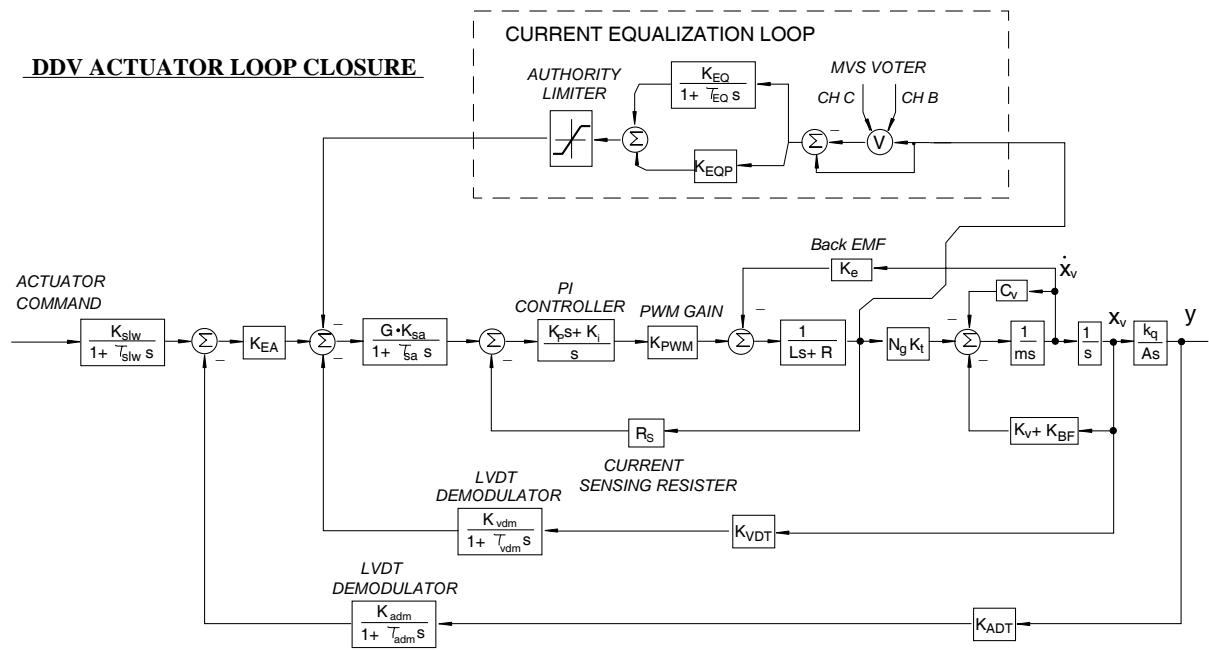 CURRENT EQUALIZATION LOOP
DDV ACTUATOR LOOP CLOSURE
AUTHORITY
LIMITER
K_EQ
1+ τ_EQ s
MVS VOTER
CH C
CH B
Σ
K_EQP
Σ
−
V
Back EMF
K_e
ẋ_v
ACTUATOR
COMMAND
PI
CONTROLLER
PWM GAIN
C_v
x_v
y
K_slw
1+ τ_slw s
Σ
−
K_EA
Σ
−
−
G•K_sa
1+ τ_sa s
Σ
−
K_P s+ K_i
s
K_PWM
Σ
−
1
Ls+ R
N_g K_t
Σ
−
−
1
ms
1
s
k_q
As
R_S
K_v + K_BF
CURRENT
SENSING RESISTER
LVDT
DEMODULATOR
K_vdm
1+ τ_vdm s
K_VDT
LVDT
DEMODULATOR
K_adm
1+ τ_adm s
K_ADT